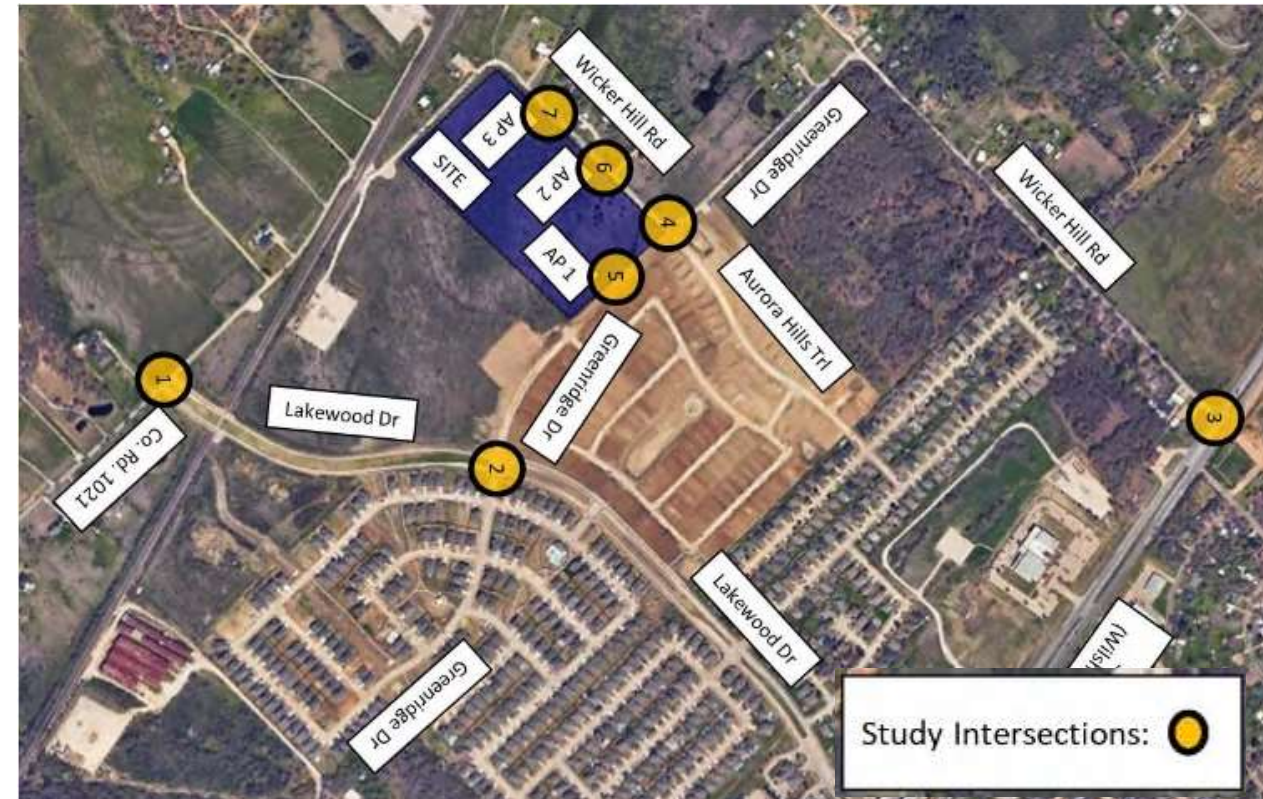 Wicker Hill Rd
7
AP 3
6
AP 2
SITE
4
Greenridge Dr
Wicker Hill Rd
AP 1
5
Aurora Hills Trl
1
Co. Rd. 1021
Lakewood Dr
Greenridge Dr
2
3
Lakewood Dr
Greenridge Dr
Study Intersections: